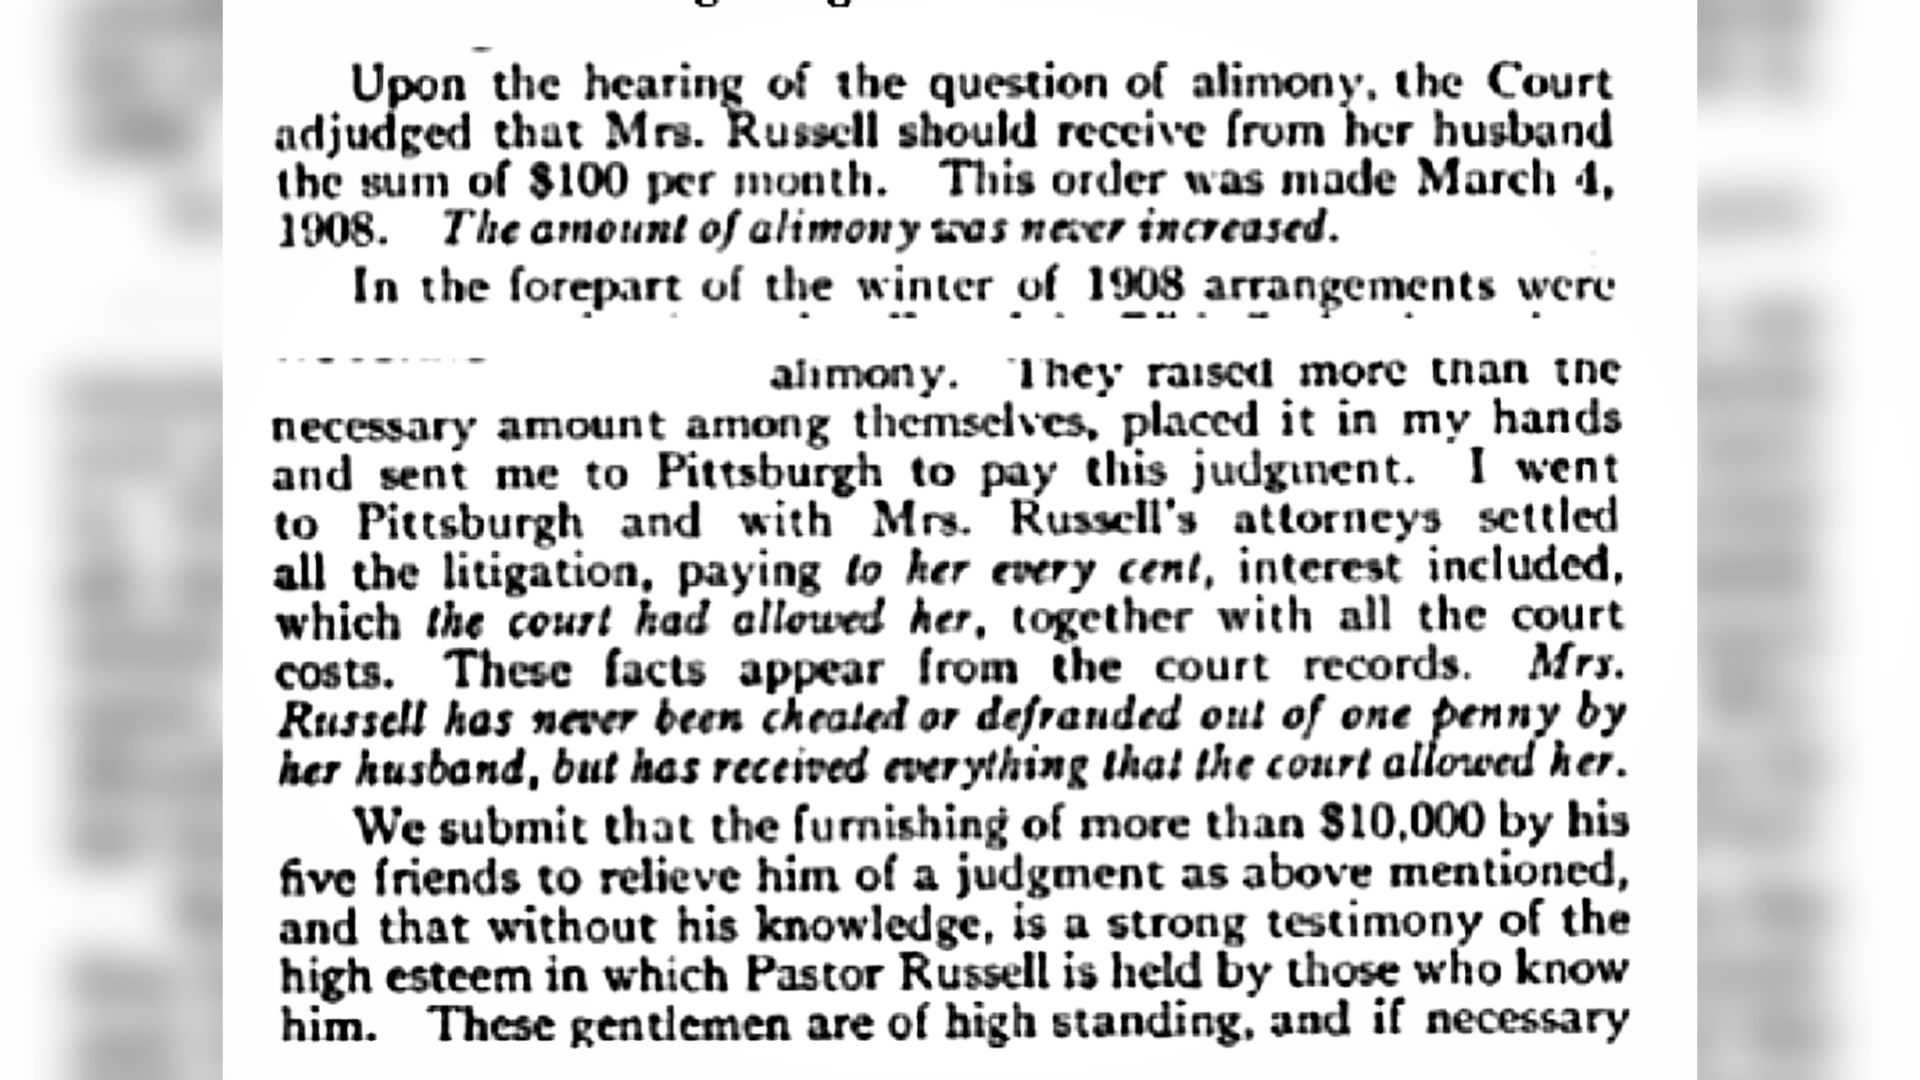 Upon the hearing of the question of alimony, the Court
adjudged that Mrs. Russell should receive from her husband
the sum of $100 per month. This order was made March 4,
1908. The amount of alimony was never increased.
In the forepart of the winter of 1908 arrangements were
alimony. They raised more than the
necessary amount among themselves, placed it in my hands
and sent me to Pittsburgh to pay this judgment. I went
to Pittsburgh and with Mrs. Russell's attorneys settled
all the litigation, paying to her every cent, interest included,
which the court had allowed her, together with all the court
costs. These facts appear from the court records. Mrs.
Russell has never been cheated or defrauded out of one penny by
her husband, but has received everything that the court allowed her.
We submit that the furnishing of more than $10,000 by his
five friends to relieve him of a judgment as above mentioned,
and that without his knowledge, is a strong testimony of the
high esteem in which Pastor Russell is held by those who know
him. These gentlemen are of high standing, and if necessary